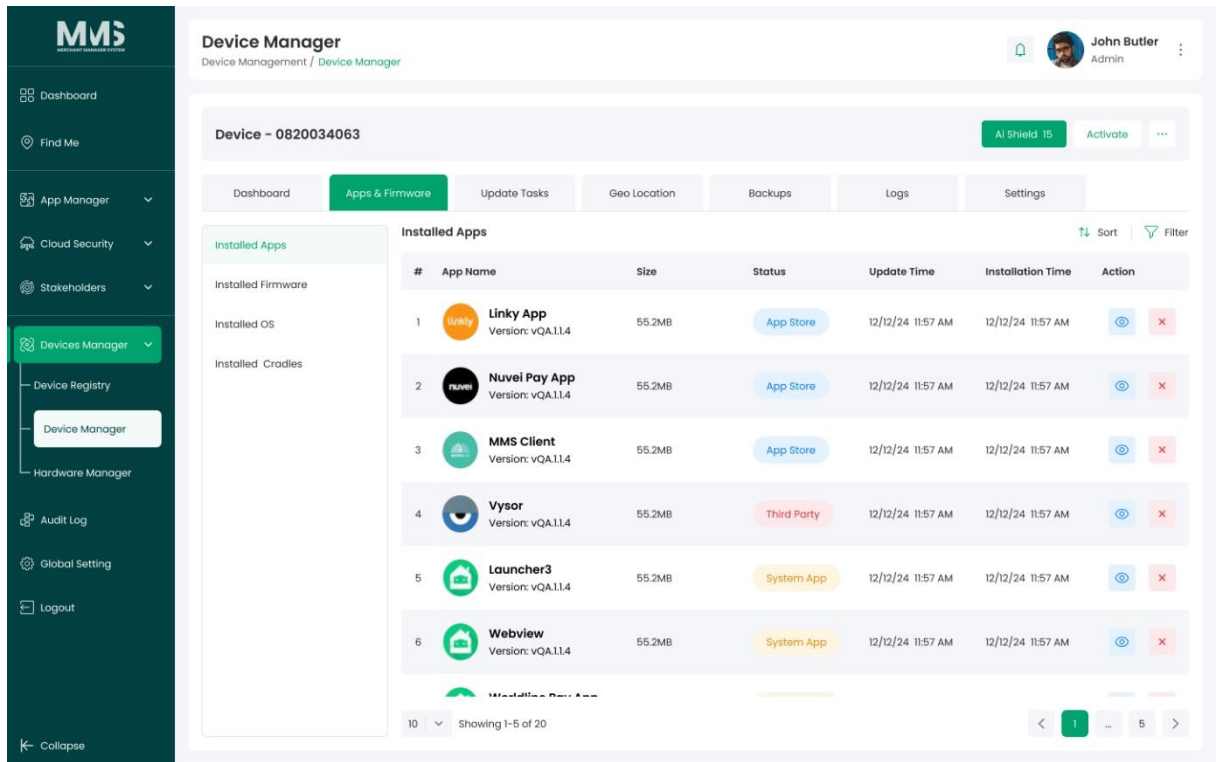 MMS
MERCHANT MANAGER SYSTEM
Dashboard
Find Me
App Manager
Cloud Security
Stakeholders
Devices Manager
Device Registry
Device Manager
Hardware Manager
Audit Log
Global Setting
Logout
Collapse
Device Manager
Device Management / Device Manager
John Butler
Admin
Device - 0820034063
Ai Shield 15
Activate
Dashboard Apps & Firmware Update Tasks Geo Location Backups Logs Settings
Installed Apps
Installed Firmware
Installed OS
Installed Cradles
Installed Apps
Sort Filter
# App Name Size Status Update Time Installation Time Action
1 Linkly Linky App 55.2MB App Store 12/12/24 11:57 AM 12/12/24 11:57 AM
Version: vQA.1.1.4
2 nuvei Nuvei Pay App 55.2MB App Store 12/12/24 11:57 AM 12/12/24 11:57 AM
Version: vQA.1.1.4
3 MMS Client 55.2MB App Store 12/12/24 11:57 AM 12/12/24 11:57 AM
Version: vQA.1.1.4
4 Vysor 55.2MB Third Party 12/12/24 11:57 AM 12/12/24 11:57 AM
Version: vQA.1.1.4
5 Launcher3 55.2MB System App 12/12/24 11:57 AM 12/12/24 11:57 AM
Version: vQA.1.1.4
6 Webview 55.2MB System App 12/12/24 11:57 AM 12/12/24 11:57 AM
Version: vQA.1.1.4
Worldline Pay App
10 Showing 1-5 of 20
1 ... 5